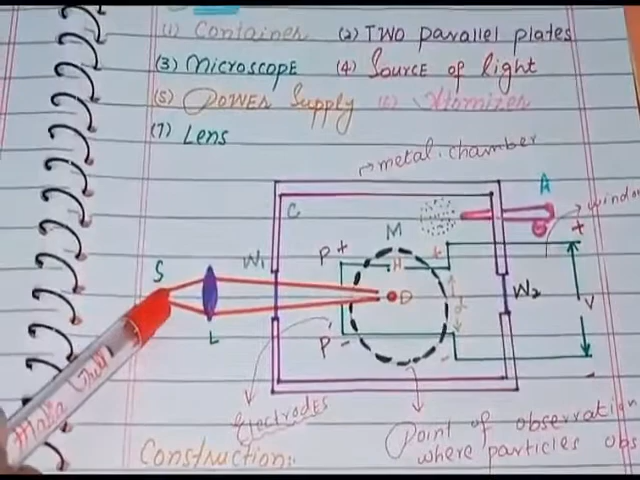 (1) Container (2) Two parallel plates
(3) Microscope (4) Source of light
(5) Power Supply (6) Atomizer
(7) Lens
metal chamber
A
C
window
M
+
S
W1
P +
H
+
D
W2
V
d
L
P' -
-
-
Electrodes
Point of observation
where particles obs
Construction: